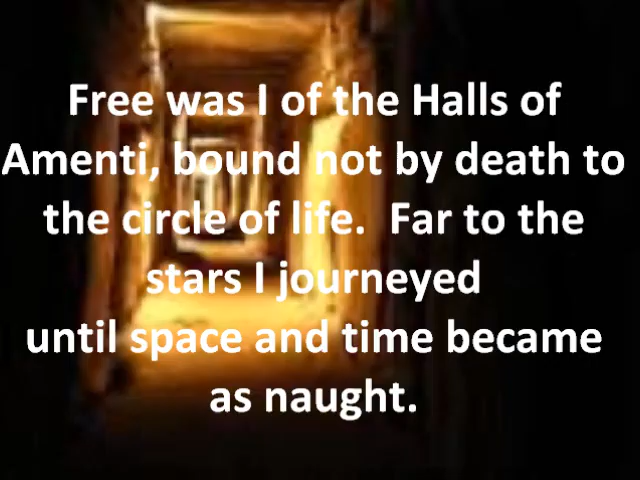 Free was I of the Halls of
Amenti, bound not by death to
the circle of life.  Far to the
stars I journeyed
until space and time became
as naught.